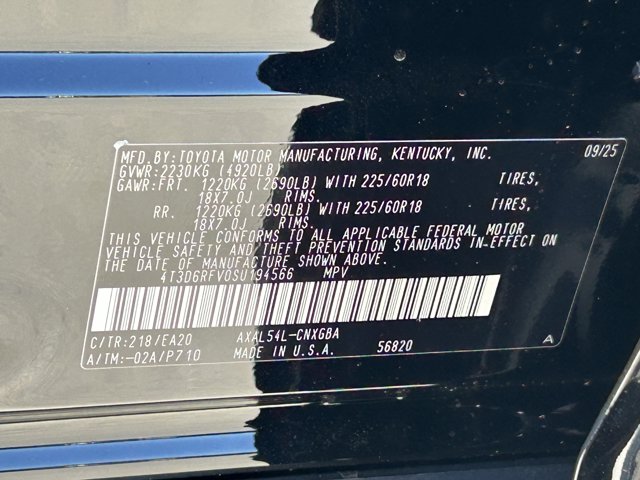 MFD.BY:TOYOTA MOTOR MANUFACTURING, KENTUCKY, INC. 09/25
GVWR:2230KG (4920LB)
GAWR:FRT. 1220KG (2690LB) WITH 225/60R18 TIRES,
18X7.0J RIMS.
RR. 1220KG (2690LB) WITH 225/60R18 TIRES,
18X7.0J RIMS.
THIS VEHICLE CONFORMS TO ALL APPLICABLE FEDERAL MOTOR
VEHICLE SAFETY AND THEFT PREVENTION STANDARDS IN-EFFECT ON
THE DATE OF MANUFACTURE SHOWN ABOVE.
4T3D6RFV0SU194566 MPV
C/TR:218/EA20 AXAL54L-CNXGBA
A/TM:-02A/P710 MADE IN U.S.A. 56820 A